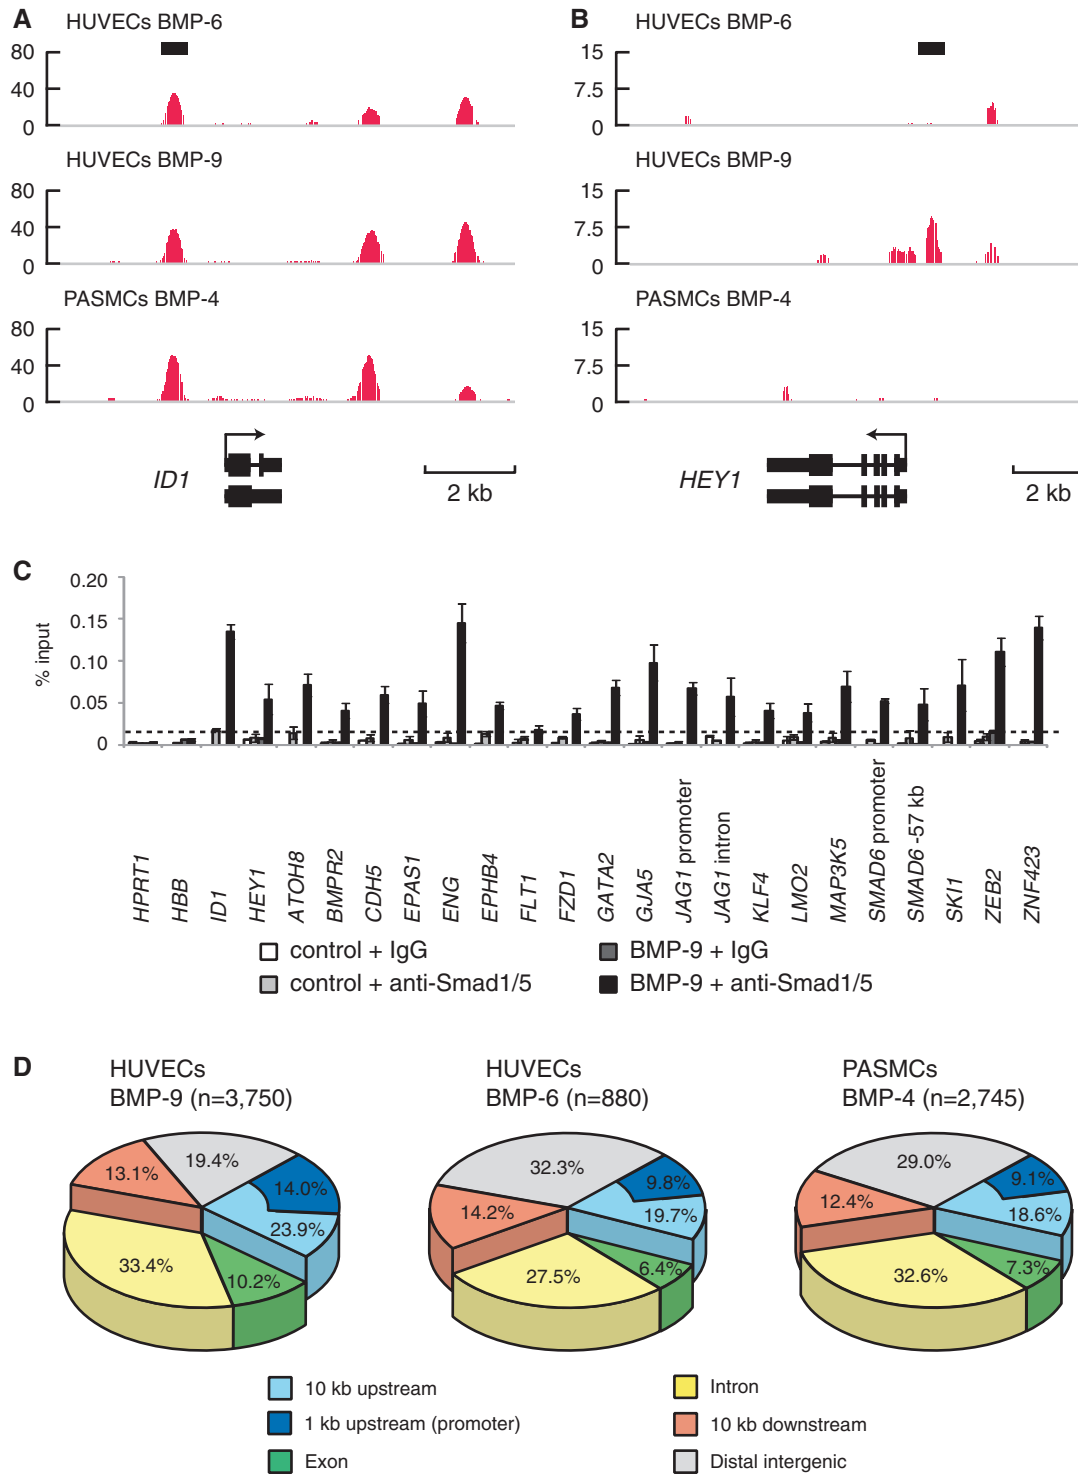 A
HUVECs BMP-6
80
40
0
HUVECs BMP-9
80
40
0
PASMCs BMP-4
80
40
0
ID1
2 kb
B
HUVECs BMP-6
15
7.5
0
HUVECs BMP-9
15
7.5
0
PASMCs BMP-4
15
7.5
0
HEY1
2 kb
C
% input
0.20
0.15
0.10
0.05
0
HPRT1
HBB
ID1
HEY1
ATOH8
BMPR2
CDH5
EPAS1
ENG
EPHB4
FLT1
FZD1
GATA2
GJA5
JAG1 promoter
JAG1 intron
KLF4
LMO2
MAP3K5
SMAD6 promoter
SMAD6 -57 kb
SKI1
ZEB2
ZNF423
control + IgG
control + anti-Smad1/5
BMP-9 + IgG
BMP-9 + anti-Smad1/5
D
HUVECs
BMP-9 (n=3,750)
19.4%
14.0%
23.9%
10.2%
33.4%
13.1%
HUVECs
BMP-6 (n=880)
32.3%
9.8%
19.7%
6.4%
27.5%
14.2%
PASMCs
BMP-4 (n=2,745)
29.0%
9.1%
18.6%
7.3%
32.6%
12.4%
10 kb upstream
1 kb upstream (promoter)
Exon
Intron
10 kb downstream
Distal intergenic